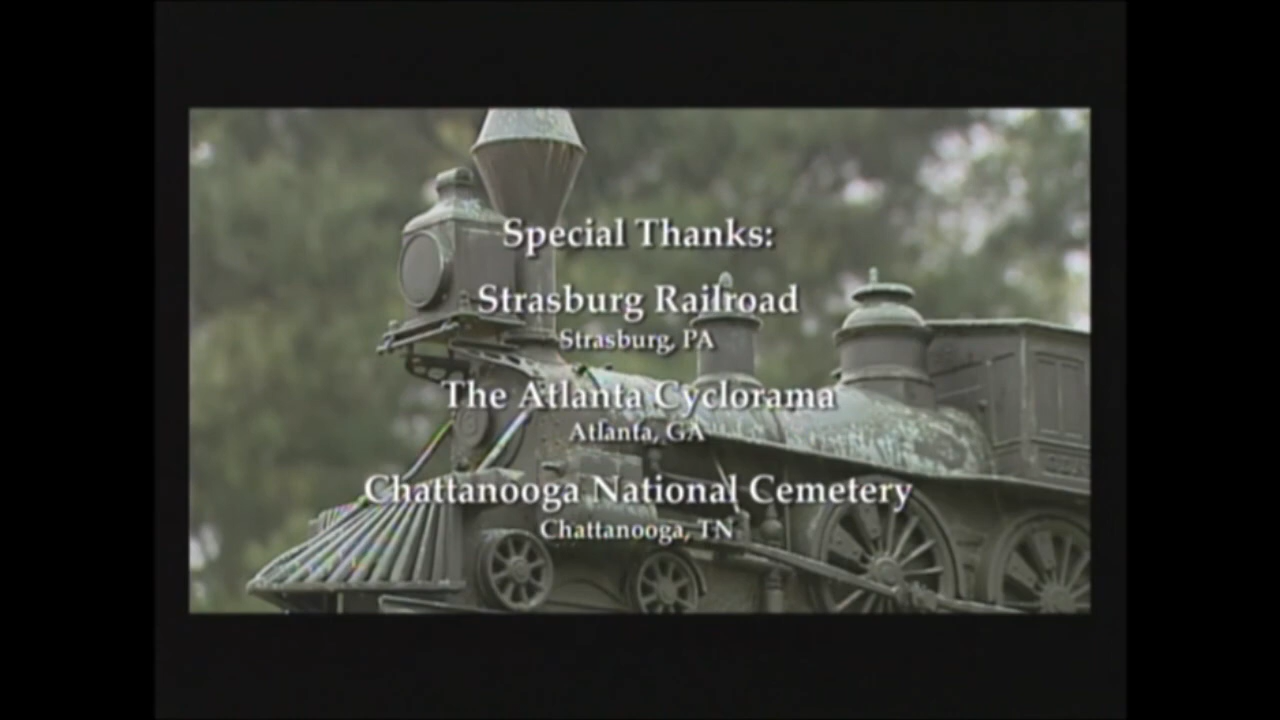 Special Thanks:
Strasburg Railroad
Strasburg, PA
The Atlanta Cyclorama
Atlanta, GA
Chattanooga National Cemetery
Chattanooga, TN